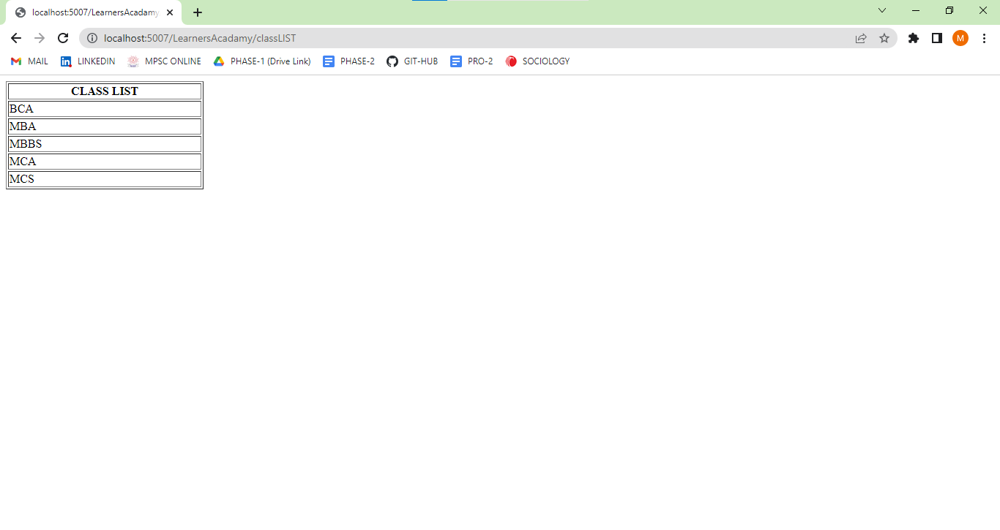 localhost:5007/LearnersAcadamy
localhost:5007/LearnersAcadamy/classLIST
M
MAIL LINKEDIN MPSC ONLINE PHASE-1 (Drive Link) PHASE-2 GIT-HUB PRO-2 SOCIOLOGY
CLASS LIST
BCA
MBA
MBBS
MCA
MCS